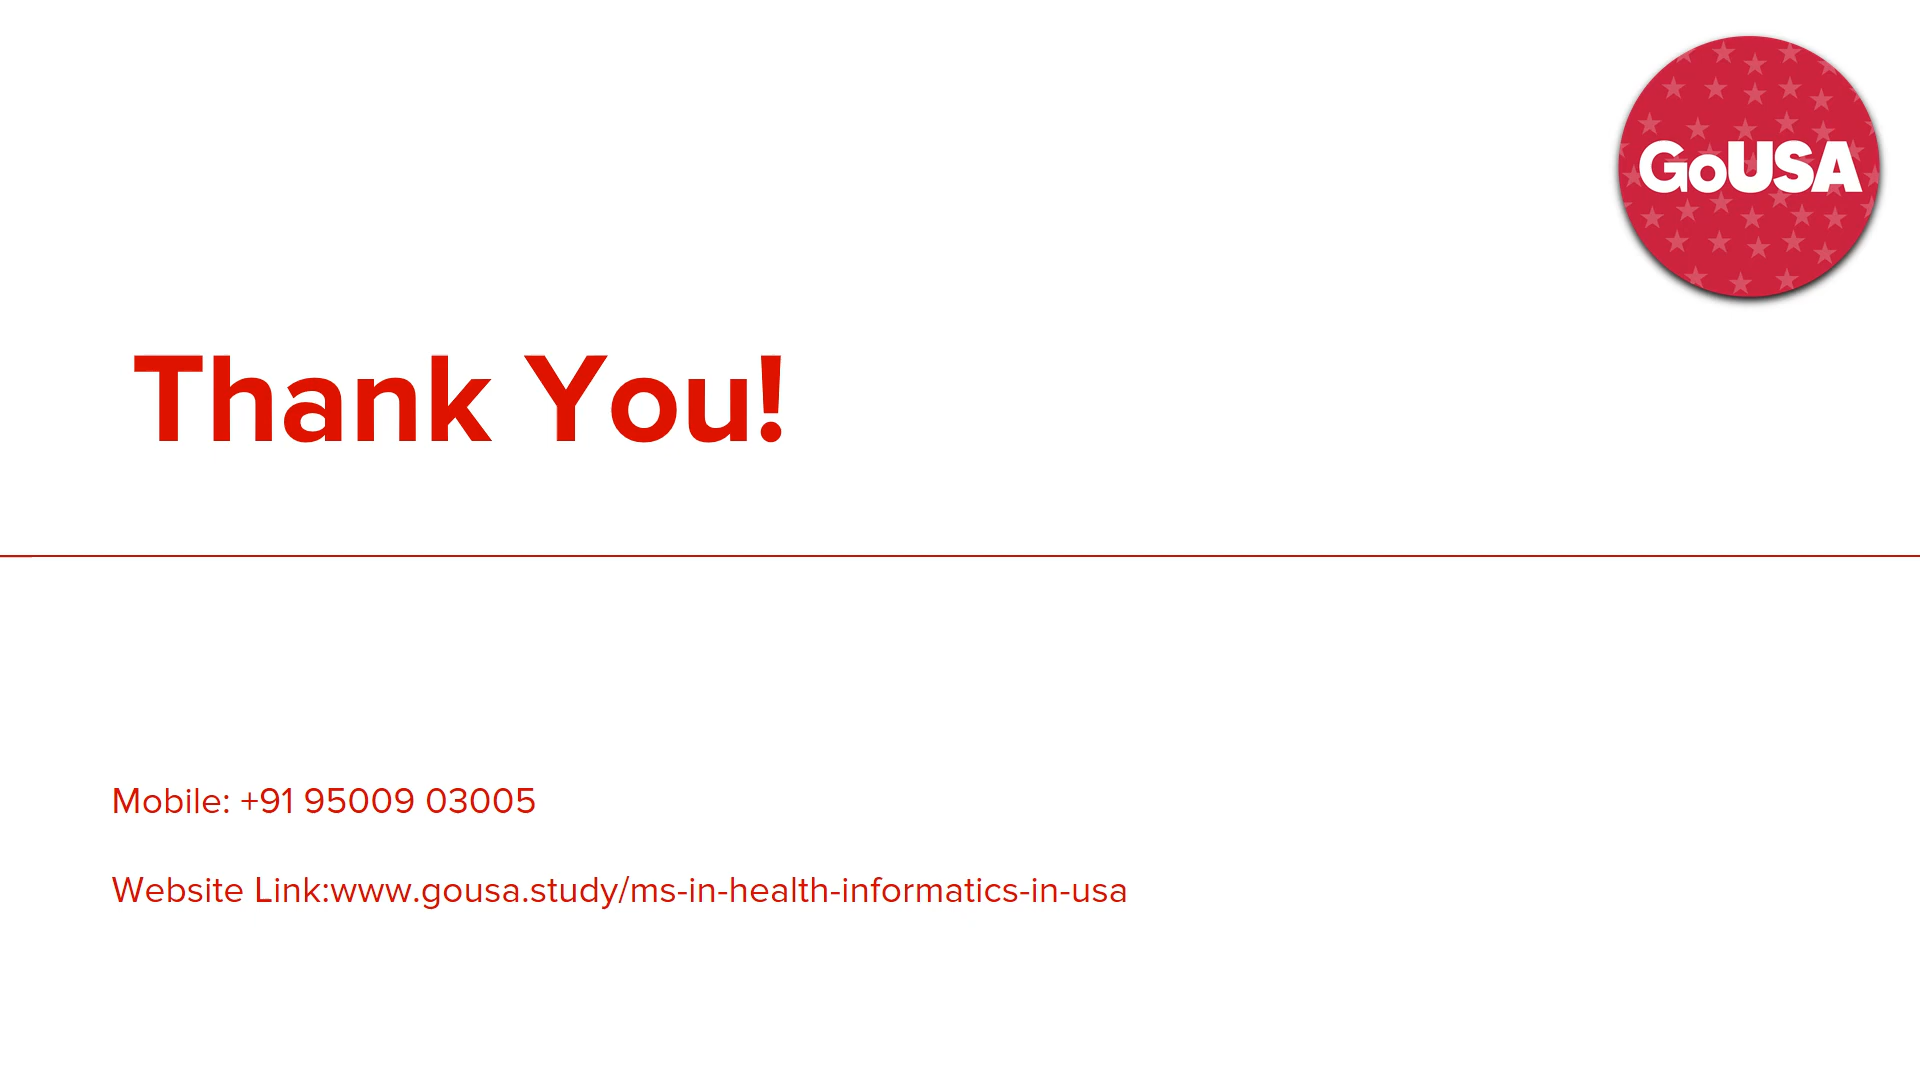 GoUSA
Thank You!
Mobile: +91 95009 03005
Website Link:www.gousa.study/ms-in-health-informatics-in-usa